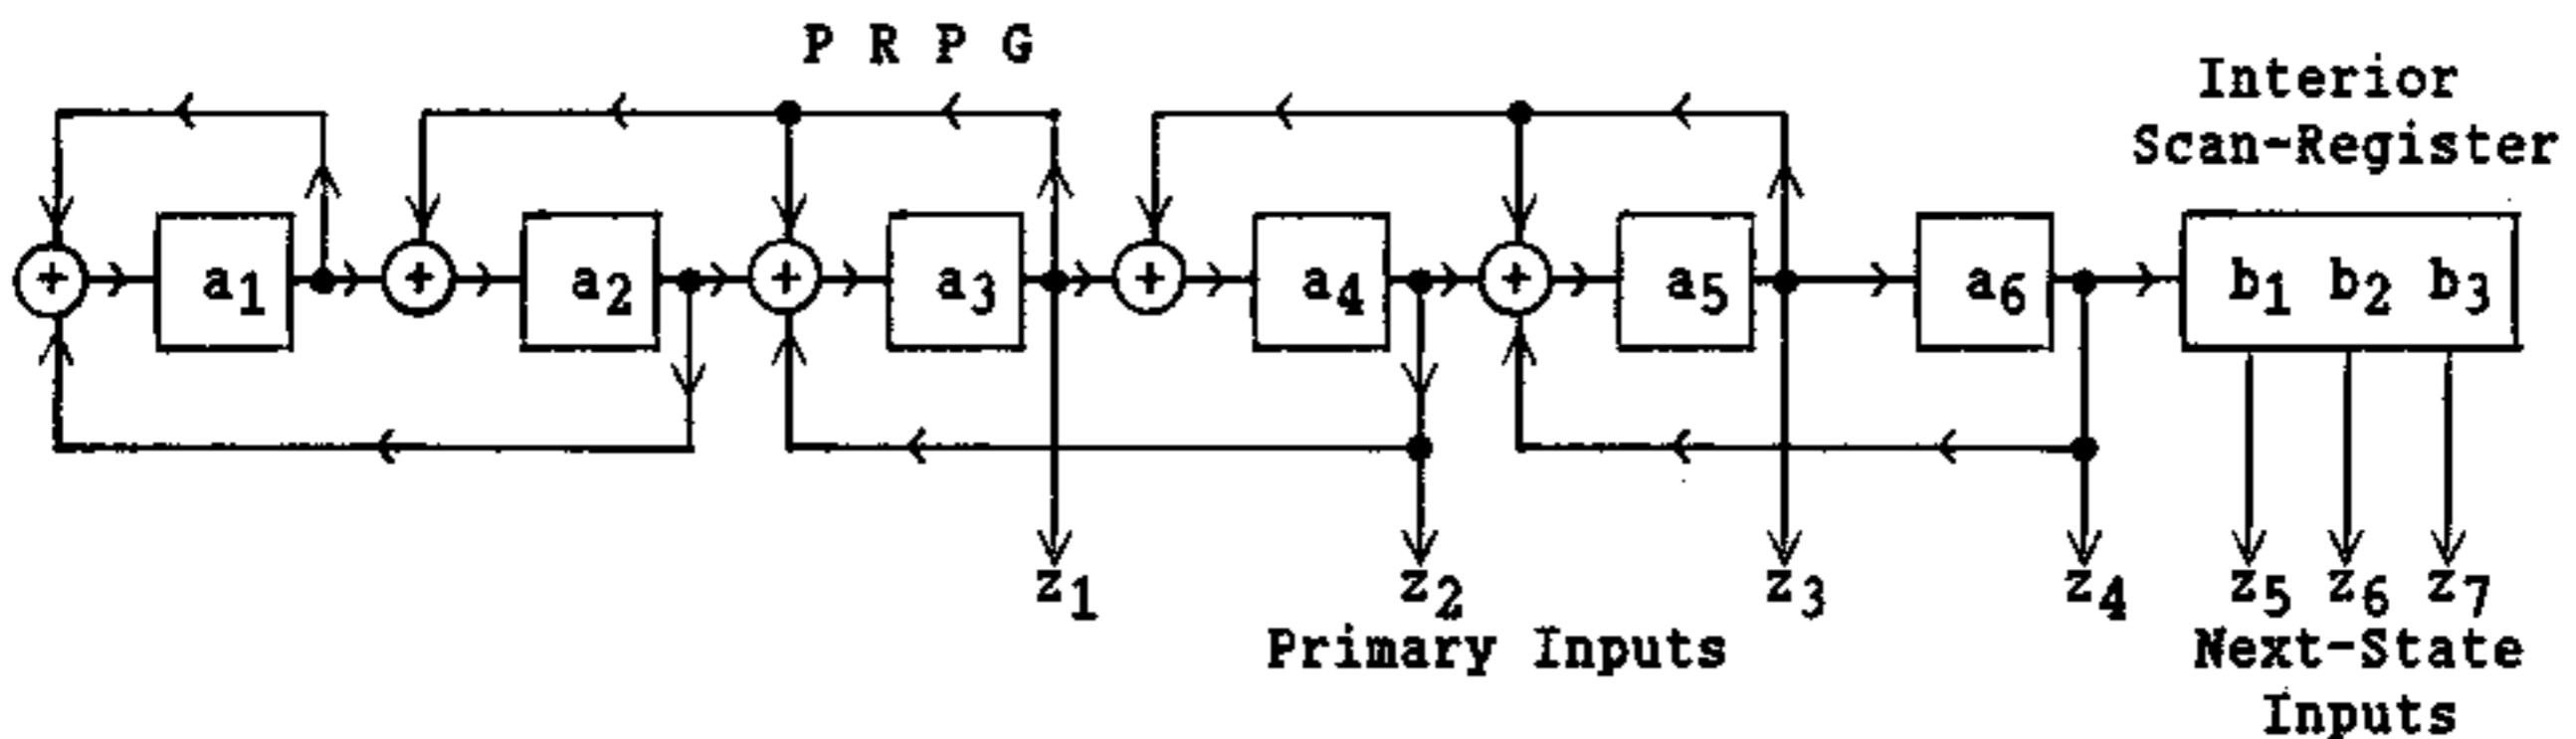 P R P G
Interior
Scan-Register
+ a1 + a2 + a3 + a4 + a5 a6 b1 b2 b3
z1 z2 z3 z4 z5 z6 z7
Primary Inputs
Next-State
Inputs